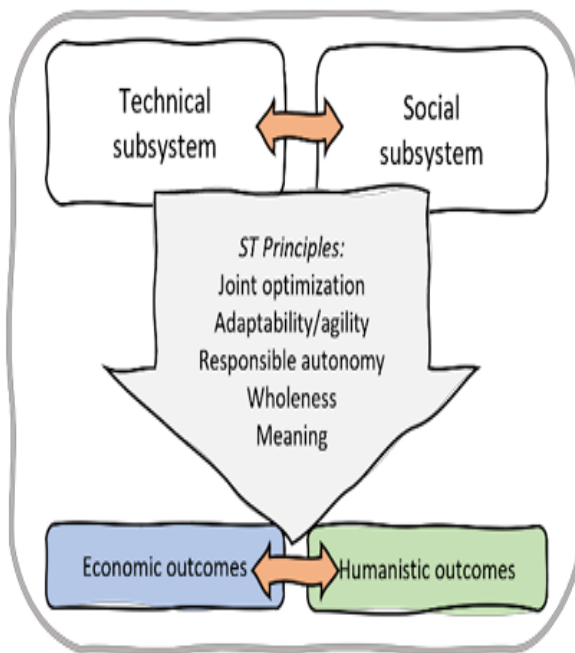 Technical
subsystem
Social
subsystem
ST Principles:
Joint optimization
Adaptability/agility
Responsible autonomy
Wholeness
Meaning
Economic outcomes
Humanistic outcomes